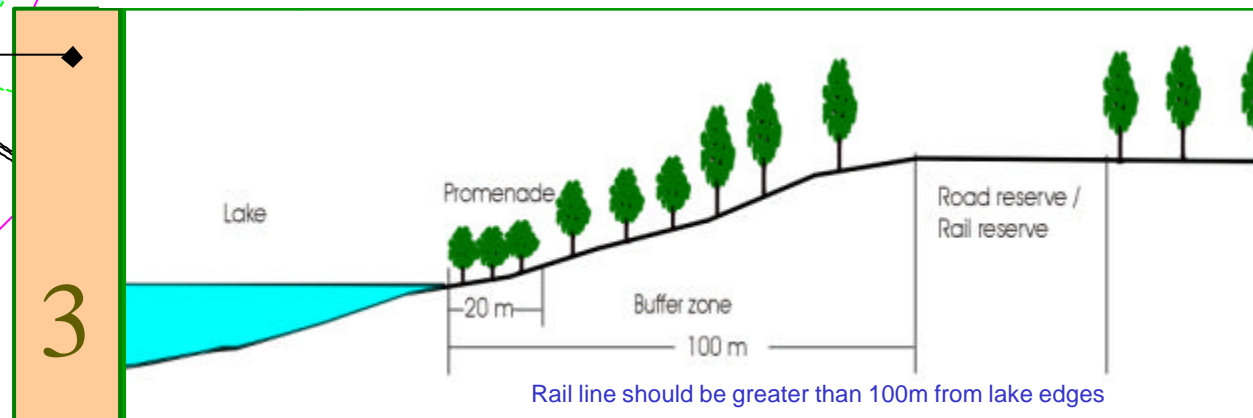 3
Lake
Promenade
Road reserve /
Rail reserve
20 m
Buffer zone
100 m
Rail line should be greater than 100m from lake edges